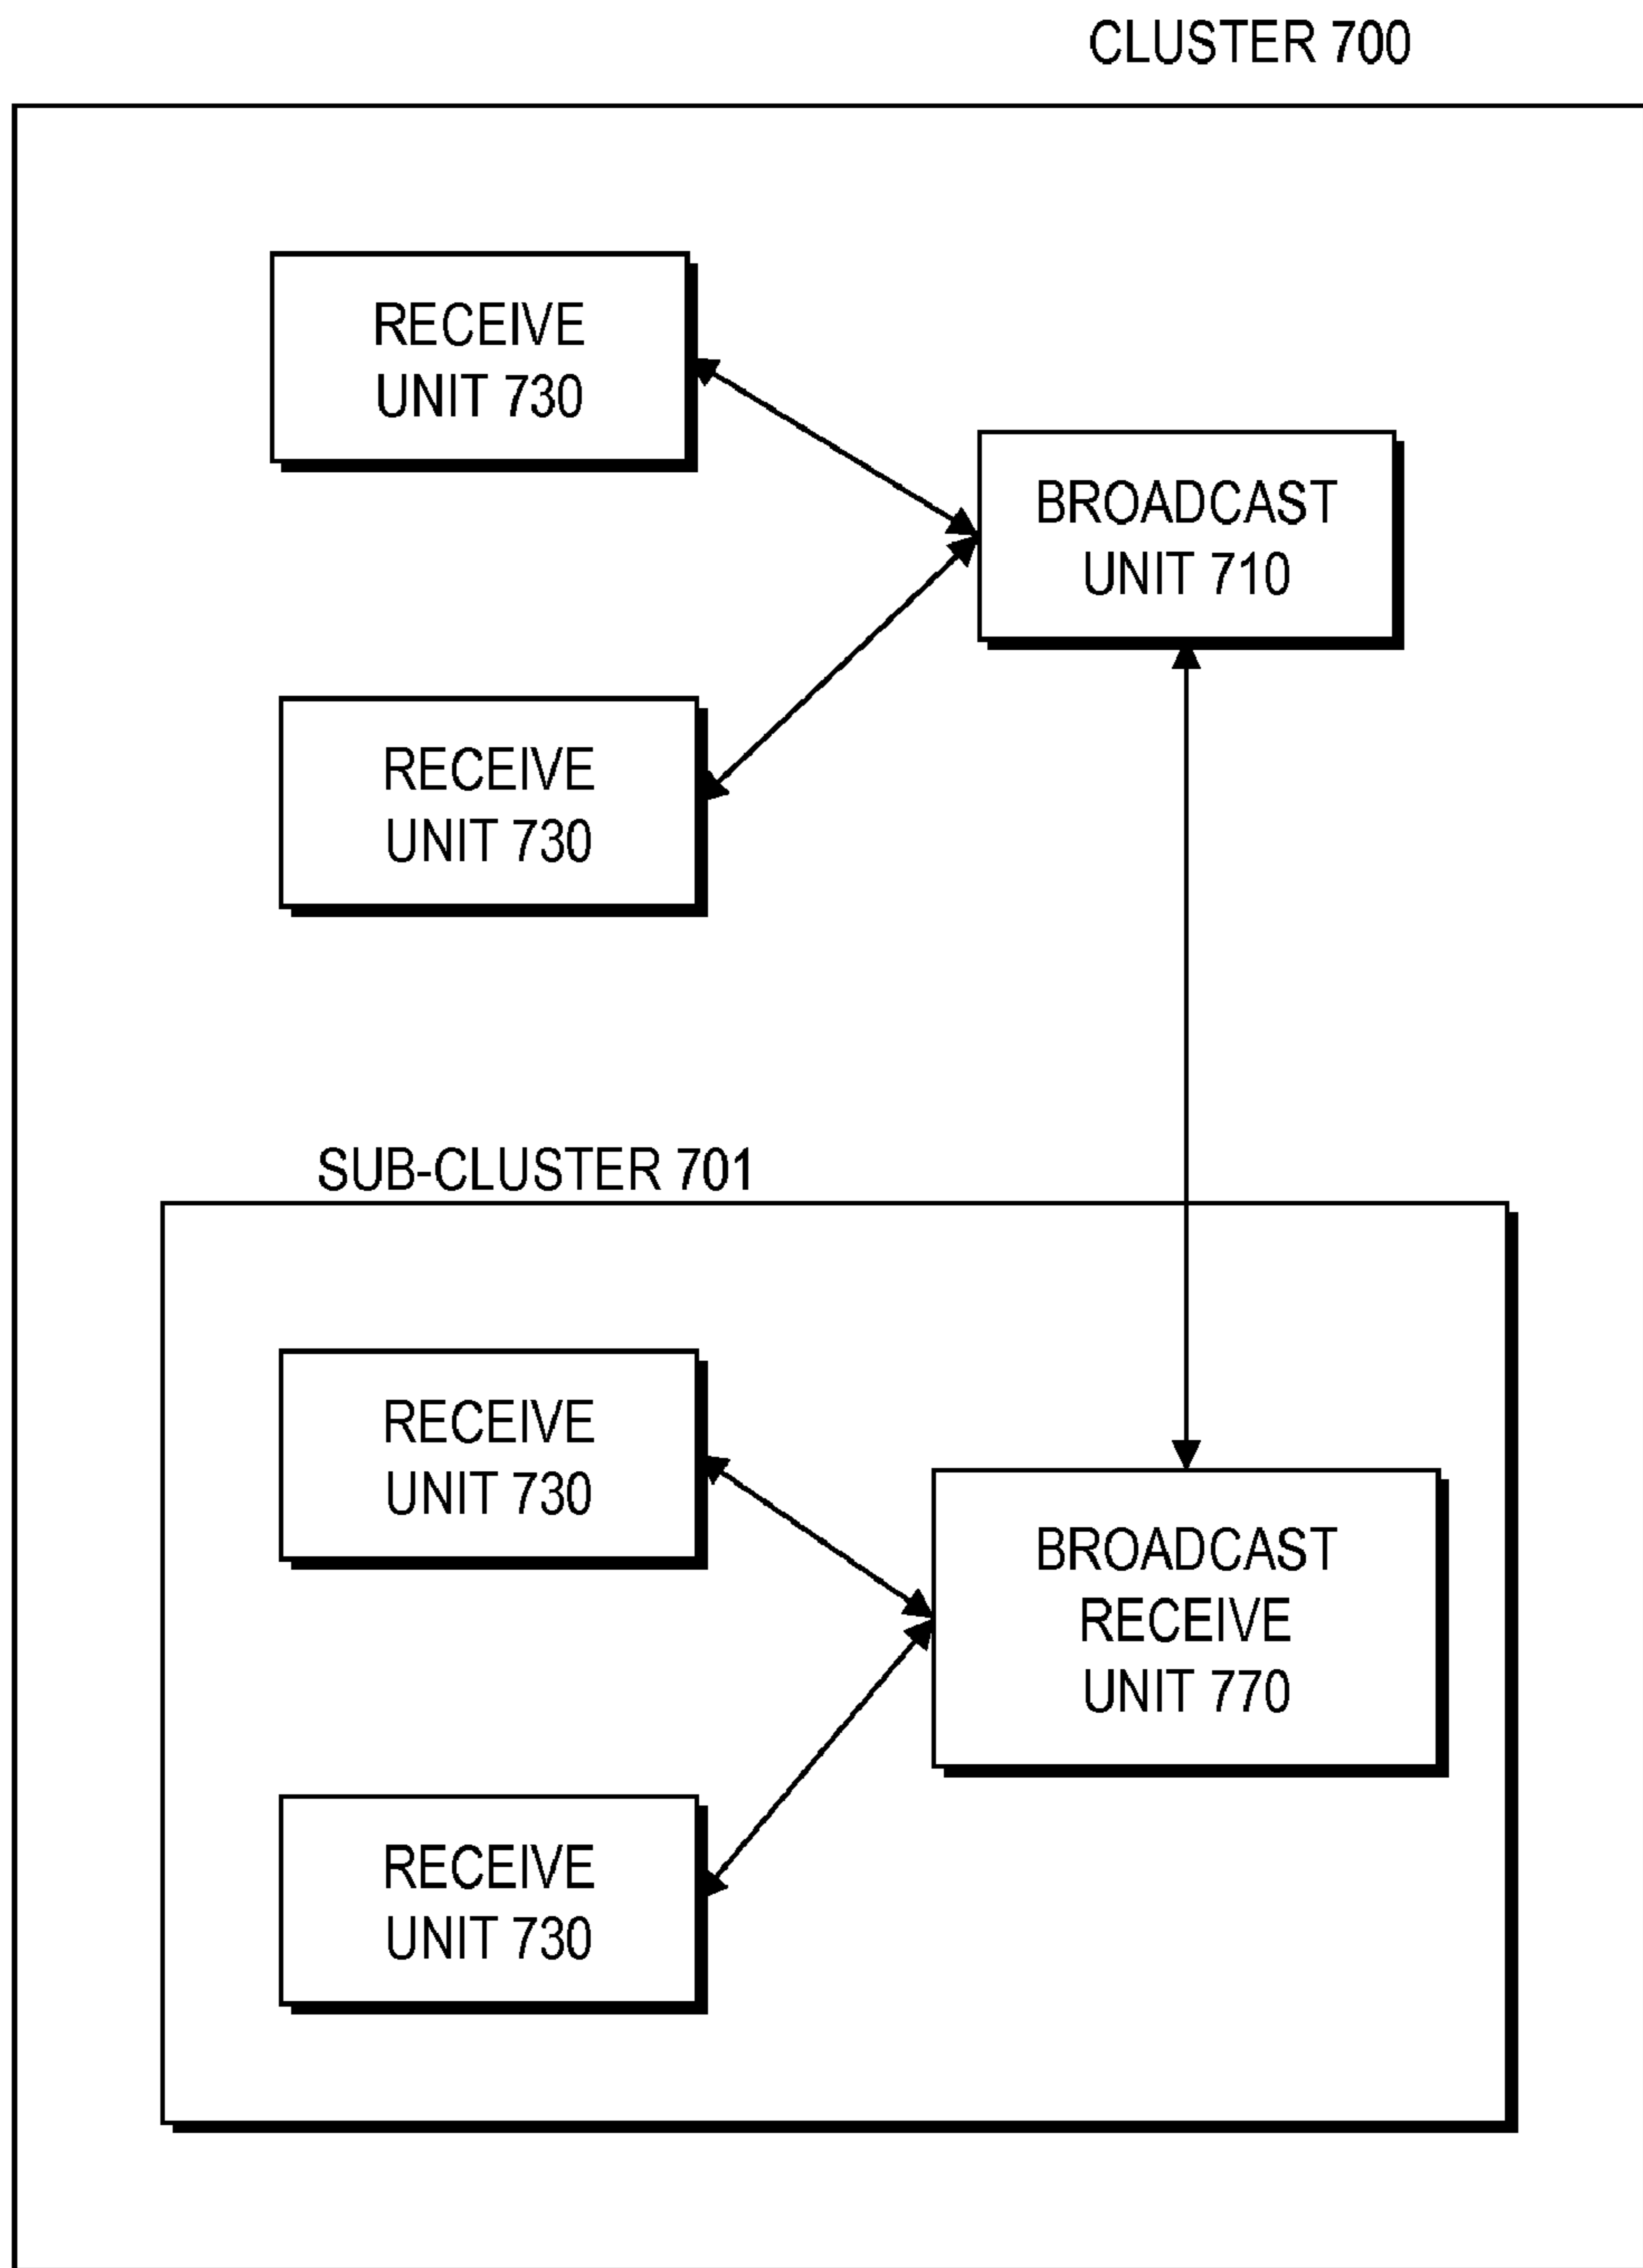 CLUSTER 700
RECEIVE
UNIT 730
BROADCAST
UNIT 710
RECEIVE
UNIT 730
SUB-CLUSTER 701
RECEIVE
UNIT 730
BROADCAST
RECEIVE
UNIT 770
RECEIVE
UNIT 730